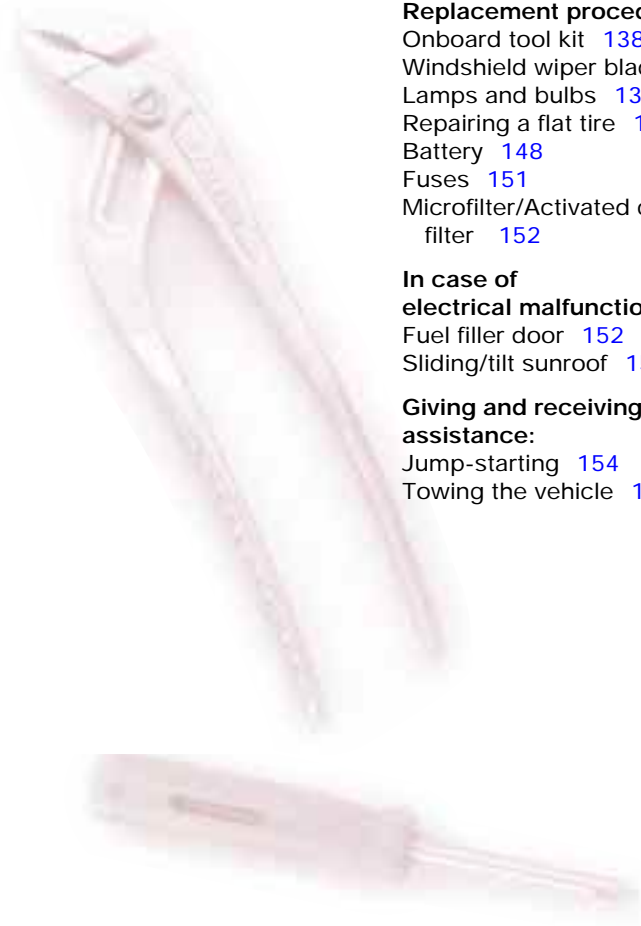 Replacement
Onboard tool kit 138
Windshield wiper
Lamps and bulbs
Repairing a flat tire
Battery 148
Fuses 151
Microfilter/Activated
filter 152
In case of
electrical
Fuel filler door 152
Sliding/tilt sunroof
Giving and receiving
assistance:
Jump-starting 154
Towing the vehicle